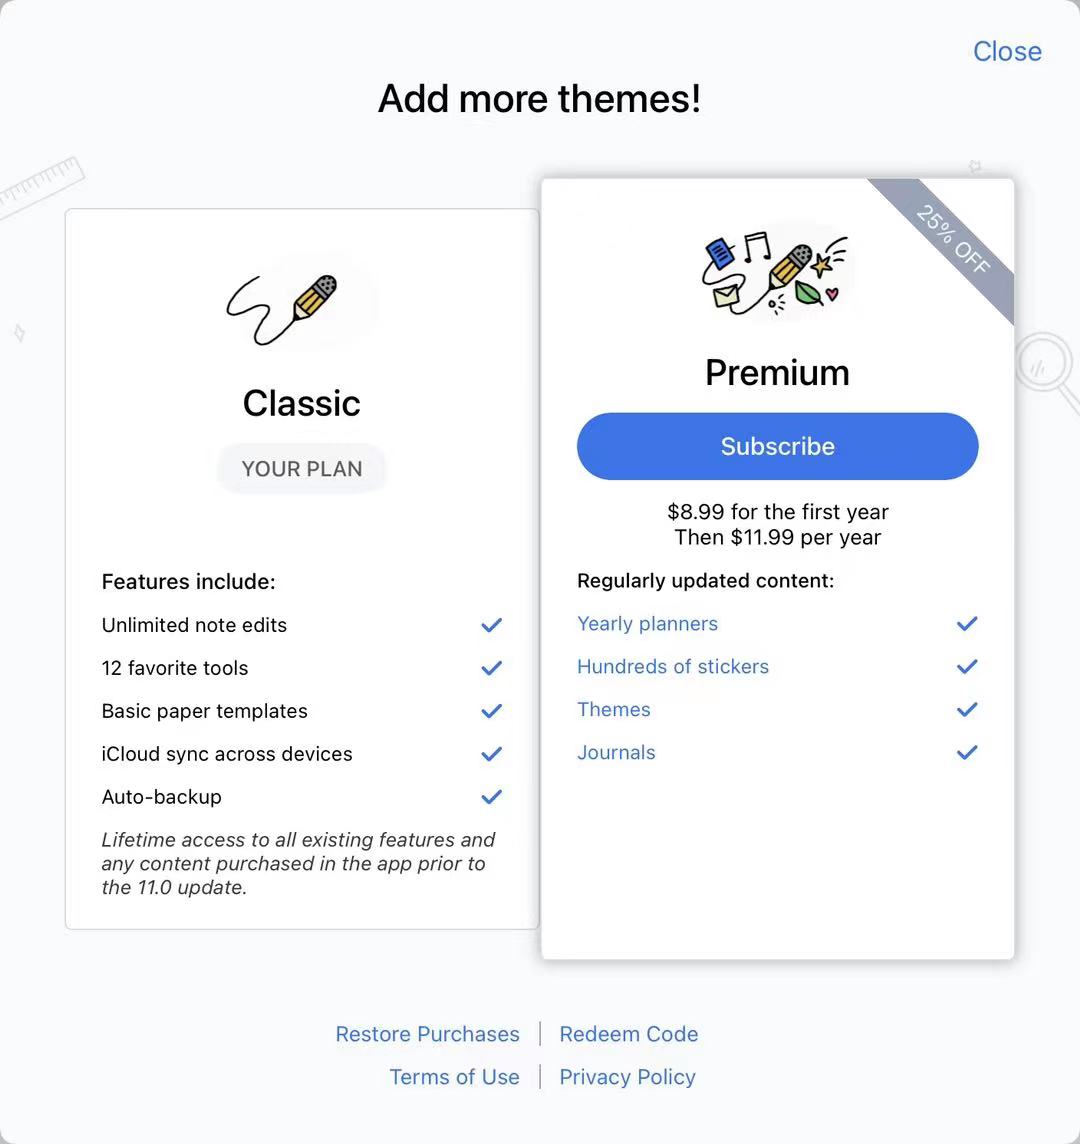 Close
Add more themes!
Classic
YOUR PLAN
Features include:
Unlimited note edits
12 favorite tools
Basic paper templates
iCloud sync across devices
Auto-backup
Lifetime access to all existing features and
any content purchased in the app prior to
the 11.0 update.
25% OFF
Premium
Subscribe
$8.99 for the first year
Then $11.99 per year
Regularly updated content:
Yearly planners
Hundreds of stickers
Themes
Journals
Restore Purchases
Redeem Code
Terms of Use
Privacy Policy